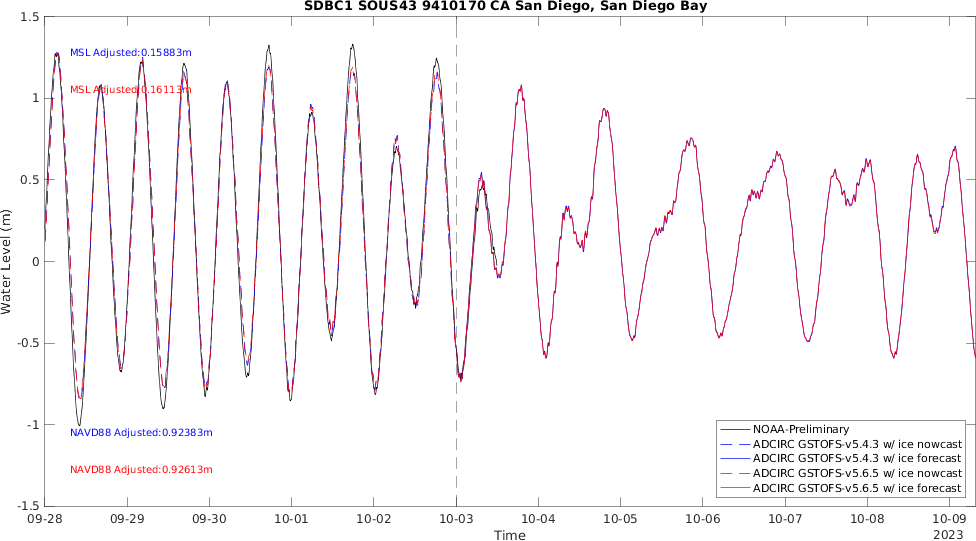 SDBC1 SOUS43 9410170 CA San Diego, San Diego Bay
1.5
1
0.5
0
-0.5
-1
-1.5
Water Level (m)
MSL Adjusted:0.15883m
MSL Adjusted:0.16113m
NAVD88 Adjusted:0.92383m
NAVD88 Adjusted:0.92613m
NOAA-Preliminary
ADCIRC GSTOFS-v5.4.3 w/ ice nowcast
ADCIRC GSTOFS-v5.4.3 w/ ice forecast
ADCIRC GSTOFS-v5.6.5 w/ ice nowcast
ADCIRC GSTOFS-v5.6.5 w/ ice forecast
09-28 09-29 09-30 10-01 10-02 10-03 10-04 10-05 10-06 10-07 10-08 10-09
Time
2023